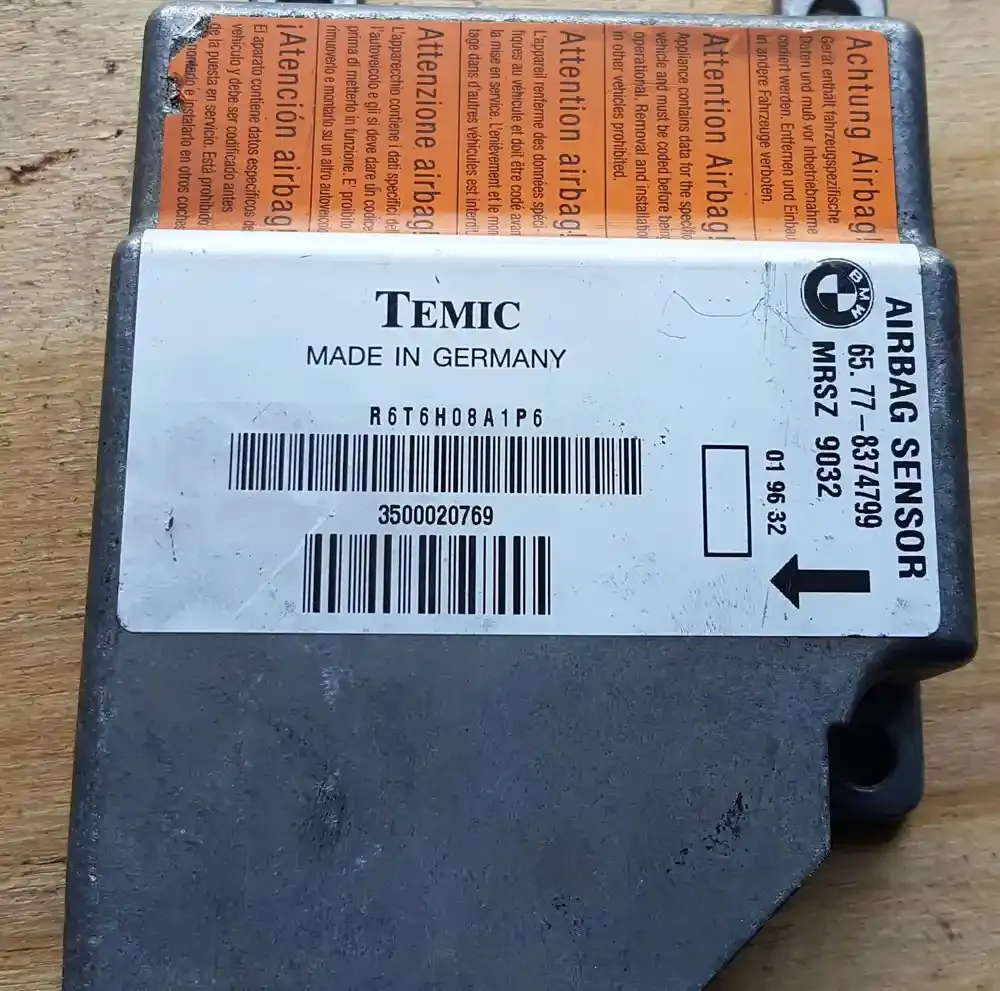 Achtung Airbag!
Gerät enthält fahrzeugspezifische
Daten und muß vor Inbetriebnahme
codiert werden. Entfernen und Einbau
in andere Fahrzeuge verboten.
Attention Airbag!
Appliance contains data for the specific
vehicle and must be coded before being
operational. Removal and installation
in other vehicles prohibited.
Attention airbag!
L'appareil renferme des données spéci-
fiques au véhicule et doit être codé avant
la mise en service. L'enlèvement et le mon
tage dans d'autres véhicules est interdit.
Attenzione airbag!
L'apparecchio contiene i dati specifici del
l'autoveicolo e gli si deve dare un codice
prima di metterlo in funzione. E' proibito
rimuoverlo e montarlo su un altro autoveicolo
¡Atención airbag!
El aparato contiene datos específicos de
vehículo y debe ser codificado antes
de la puesta en servicio. Está prohibido
e instalarlo en otros coches
TEMIC
MADE IN GERMANY
R6T6H08A1P6
3500020769
BMW
AIRBAG SENSOR
65.77-8374799
MRSZ 9032
01 96 32